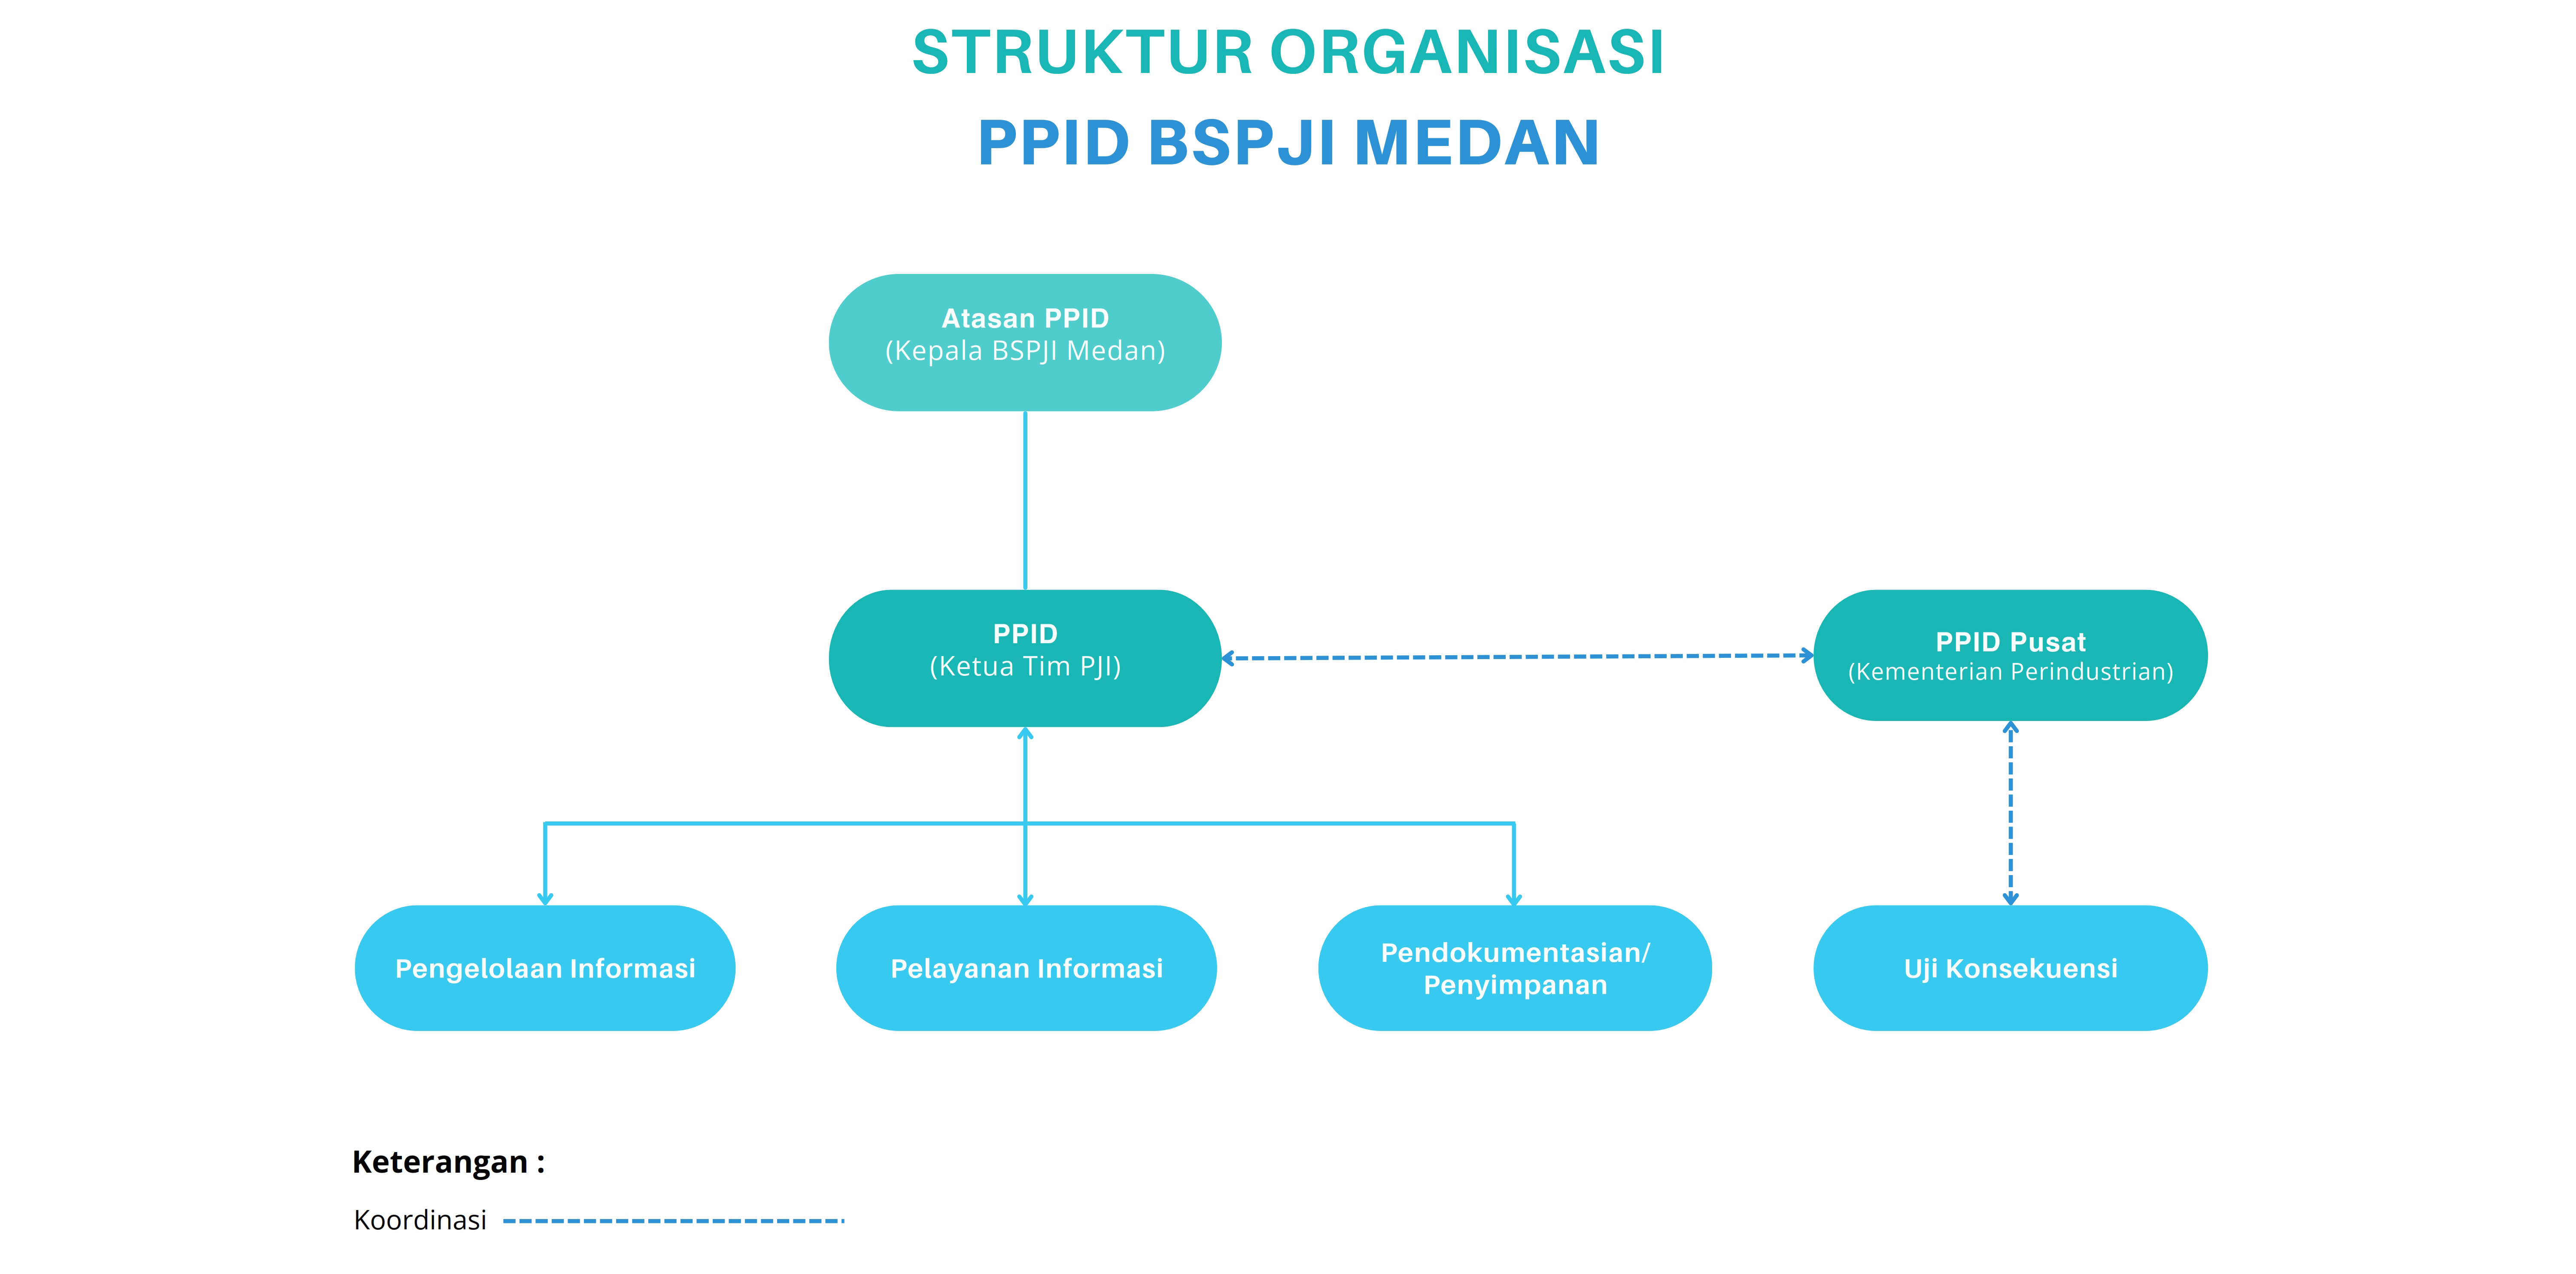 STRUKTUR ORGANISASI
PPID BSPJI MEDAN
Atasan PPID
(Kepala BSPJI Medan)
PPID
(Ketua Tim PJI)
PPID Pusat
(Kementerian Perindustrian)
Pengelolaan Informasi
Pelayanan Informasi
Pendokumentasian/
Penyimpanan
Uji Konsekuensi
Keterangan :
Koordinasi